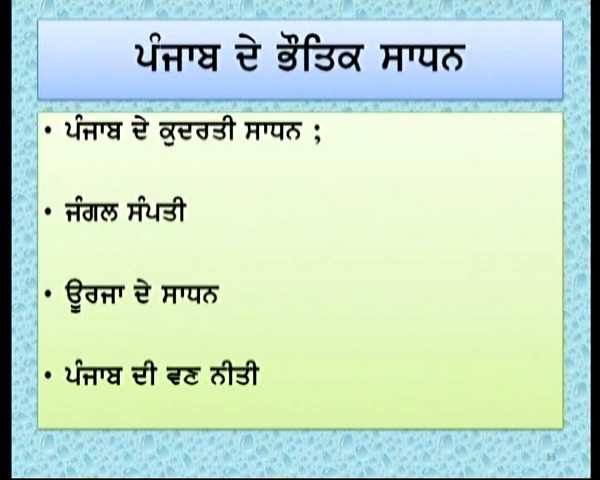 ਪੰਜਾਬ ਦੇ ਭੌਤਿਕ ਸਾਧਨ
• ਪੰਜਾਬ ਦੇ ਕੁਦਰਤੀ ਸਾਧਨ ;
• ਜੰਗਲ ਸੰਪਤੀ
• ਊਰਜਾ ਦੇ ਸਾਧਨ
• ਪੰਜਾਬ ਦੀ ਵਣ ਨੀਤੀ